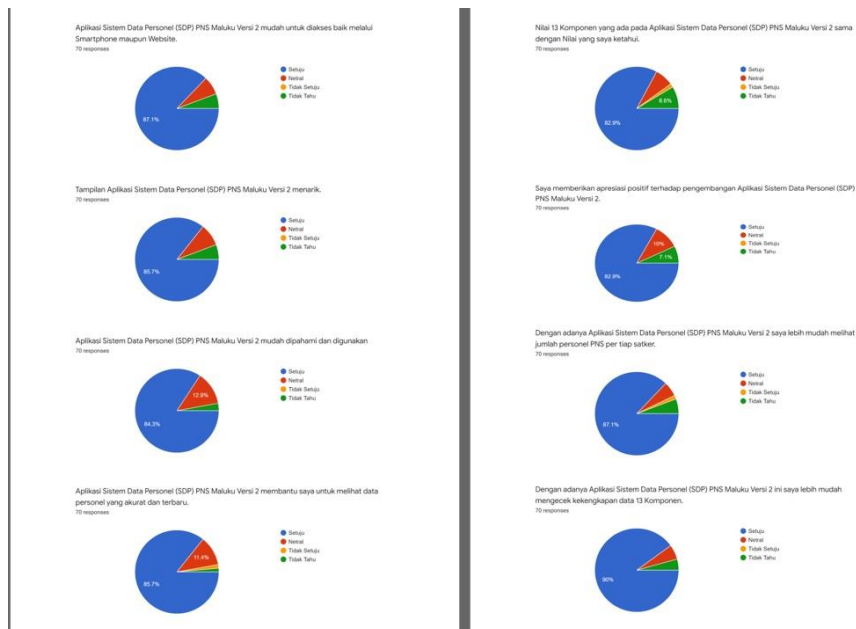 Aplikasi Sistem Data Personel (SDP) PNS Maluku Versi 2 mudah untuk diakses baik melalui
Smartphone maupun Website.
70 responses
Setuju
Netral
Tidak Setuju
Tidak Tahu
87.1%
Tampilan Aplikasi Sistem Data Personel (SDP) PNS Maluku Versi 2 menarik.
70 responses
Setuju
Netral
Tidak Setuju
Tidak Tahu
85.7%
Aplikasi Sistem Data Personel (SDP) PNS Maluku Versi 2 mudah dipahami dan digunakan
70 responses
Setuju
Netral
Tidak Setuju
Tidak Tahu
12.9%
84.3%
Aplikasi Sistem Data Personel (SDP) PNS Maluku Versi 2 membantu saya untuk melihat data
personel yang akurat dan terbaru.
70 responses
Setuju
Netral
Tidak Setuju
Tidak Tahu
11.4%
85.7%
Nilai 13 Komponen yang ada pada Aplikasi Sistem Data Personel (SDP) PNS Maluku Versi 2 sama
dengan Nilai yang saya ketahui.
70 responses
Setuju
Netral
Tidak Setuju
Tidak Tahu
8.6%
82.9%
Saya memberikan apresiasi positif terhadap pengembangan Aplikasi Sistem Data Personel (SDP)
PNS Maluku Versi 2.
70 responses
Setuju
Netral
Tidak Setuju
Tidak Tahu
10%
7.1%
82.9%
Dengan adanya Aplikasi Sistem Data Personel (SDP) PNS Maluku Versi 2 saya lebih mudah melihat
jumlah personel PNS per tiap satker.
70 responses
Setuju
Netral
Tidak Setuju
Tidak Tahu
87.1%
Dengan adanya Aplikasi Sistem Data Personel (SDP) PNS Maluku Versi 2 ini saya lebih mudah
mengecek kekengkapan data 13 Komponen.
70 responses
Setuju
Netral
Tidak Setuju
Tidak Tahu
90%